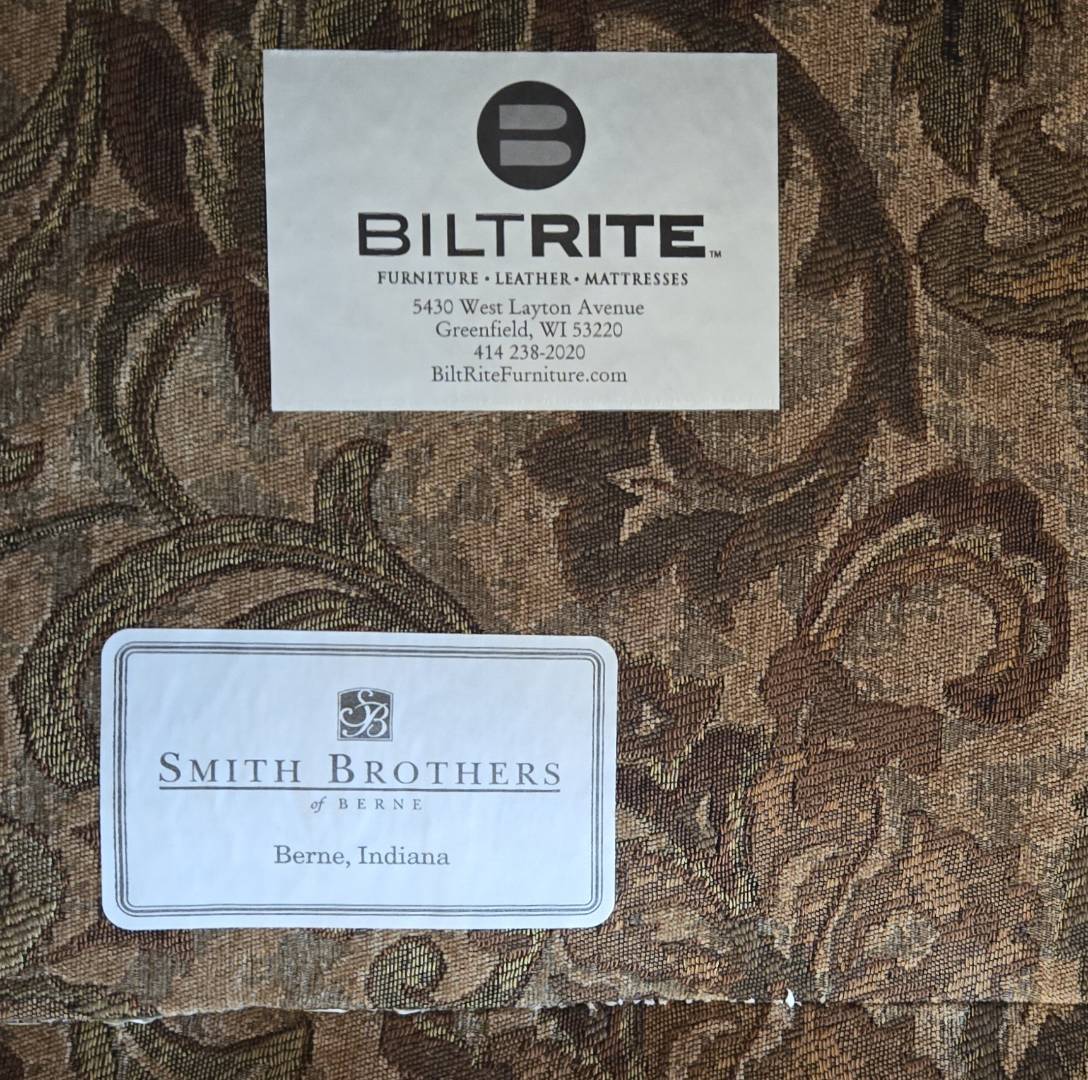 B
BILTRITE™
FURNITURE • LEATHER • MATTRESSES
5430 West Layton Avenue
Greenfield, WI 53220
414 238-2020
BiltRiteFurniture.com
SB
SMITH BROTHERS
of BERNE
Berne, Indiana